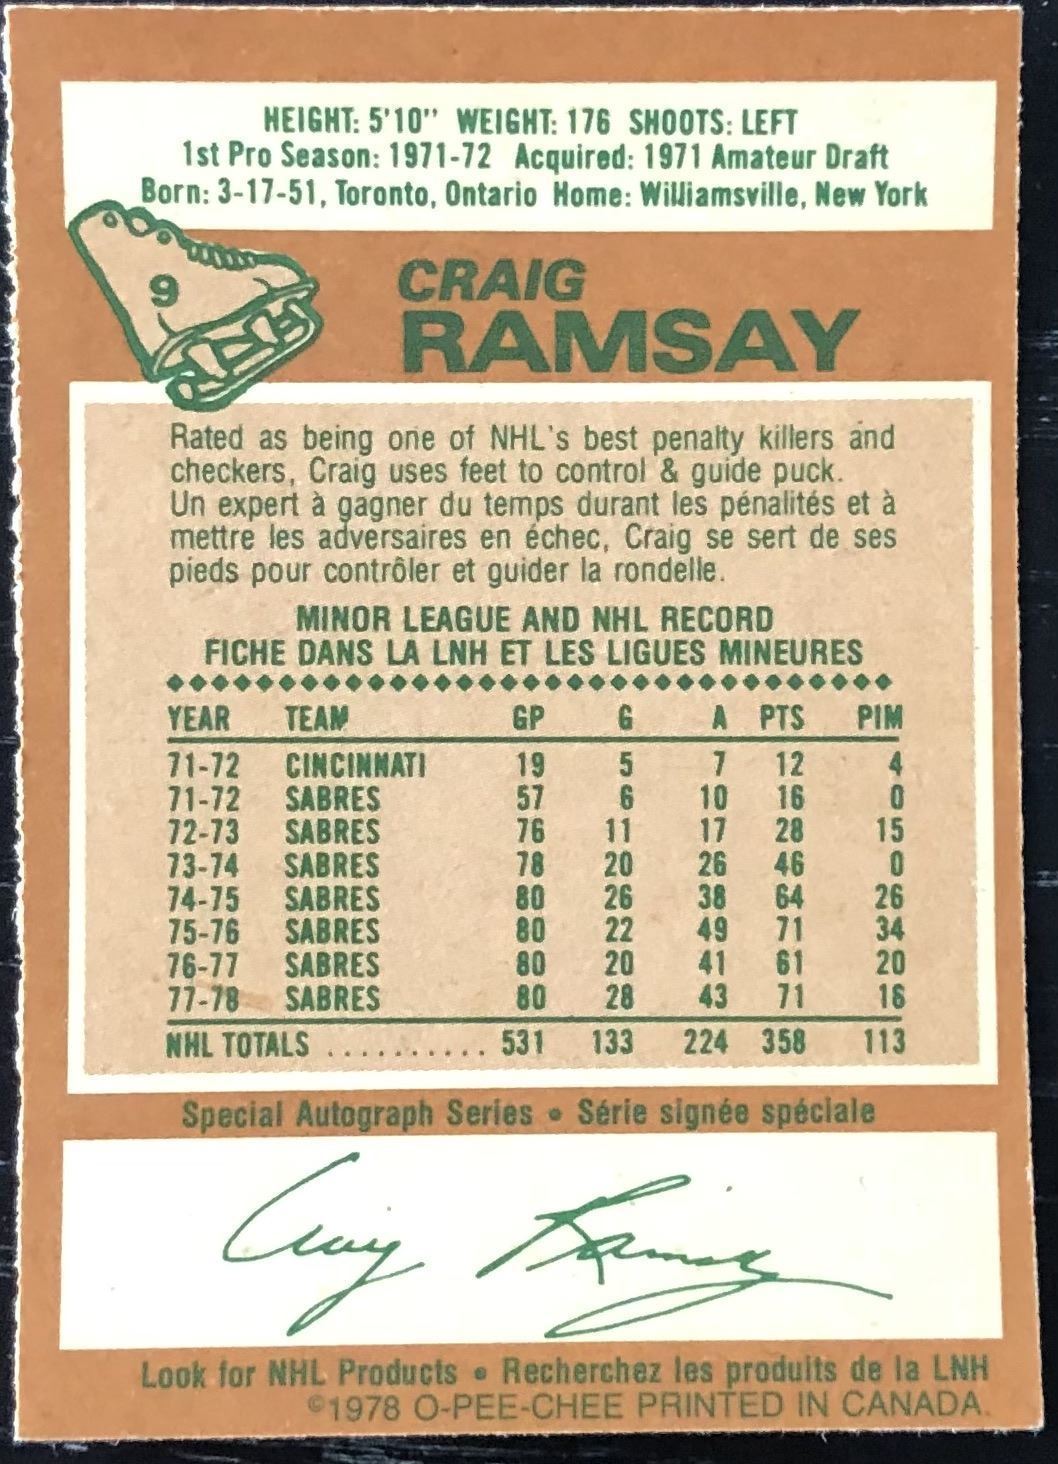 HEIGHT: 5'10" WEIGHT: 176 SHOOTS: LEFT
1st Pro Season: 1971-72 Acquired: 1971 Amateur Draft
Born: 3-17-51, Toronto, Ontario Home: Williamsville, New York
9
CRAIG
RAMSAY
Rated as being one of NHL's best penalty killers and
checkers, Craig uses feet to control & guide puck.
Un expert à gagner du temps durant les pénalités et à
mettre les adversaires en échec, Craig se sert de ses
pieds pour contrôler et guider la rondelle.
MINOR LEAGUE AND NHL RECORD
FICHE DANS LA LNH ET LES LIGUES MINEURES
YEAR TEAM GP G A PTS PIM
71-72 CINCINNATI 19 5 7 12 4
71-72 SABRES 57 6 10 16 0
72-73 SABRES 76 11 17 28 15
73-74 SABRES 78 20 26 46 0
74-75 SABRES 80 26 38 64 26
75-76 SABRES 80 22 49 71 34
76-77 SABRES 80 20 41 61 20
77-78 SABRES 80 28 43 71 16
NHL TOTALS .......... 531 133 224 358 113
Special Autograph Series • Série signée spéciale
Craig Ramsay
Look for NHL Products • Recherchez les produits de la LNH
©1978 O-PEE-CHEE PRINTED IN CANADA.